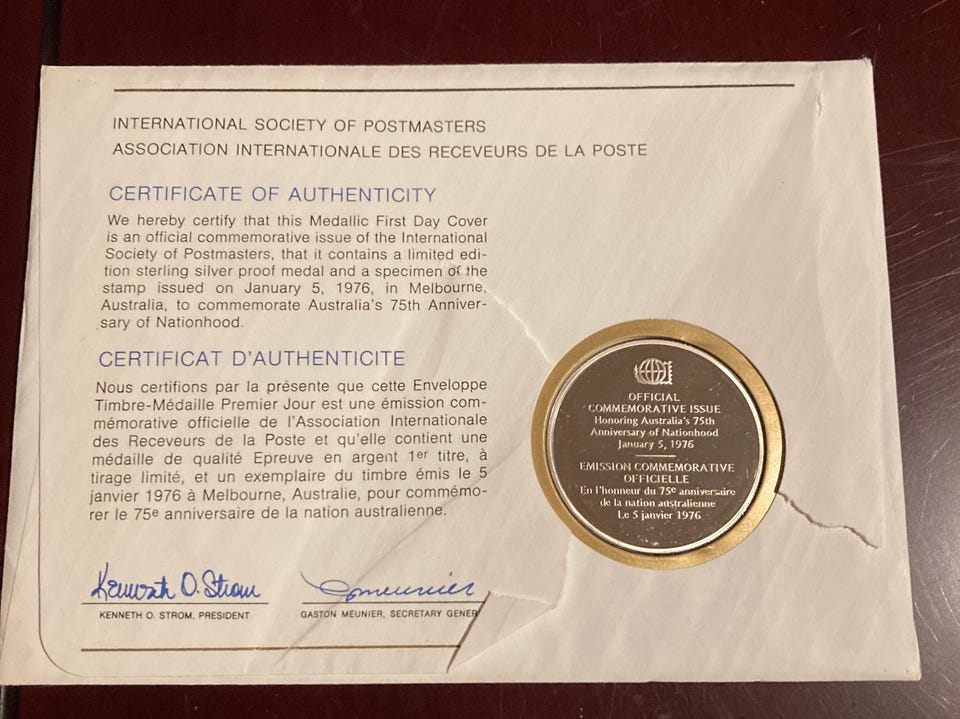 INTERNATIONAL SOCIETY OF POSTMASTERS
ASSOCIATION INTERNATIONALE DES RECEVEURS DE LA POSTE
CERTIFICATE OF AUTHENTICITY
We hereby certify that this Medallic First Day Cover
is an official commemorative issue of the International
Society of Postmasters, that it contains a limited edi-
tion sterling silver proof medal and a specimen of the
stamp issued on January 5, 1976, in Melbourne,
Australia, to commemorate Australia's 75th Anniver-
sary of Nationhood.
CERTIFICAT D'AUTHENTICITE
Nous certifions par la présente que cette Enveloppe
Timbre-Médaille Premier Jour est une émission com-
mémorative officielle de l'Association Internationale
des Receveurs de la Poste et qu'elle contient une
médaille de qualité Epreuve en argent 1er titre, à
tirage limité, et un exemplaire du timbre émis le 5
janvier 1976 à Melbourne, Australie, pour commémo-
rer le 75e anniversaire de la nation australienne.
Kenneth O. Strom
KENNETH O. STROM, PRESIDENT
Gmeunier
GASTON MEUNIER, SECRETARY GENER
OFFICIAL
COMMEMORATIVE ISSUE
Honoring Australia's 75th
Anniversary of Nationhood
January 5, 1976
EMISSION COMMEMORATIVE
OFFICIELLE
En l'honneur du 75e anniversaire
de la nation australienne
Le 5 janvier 1976